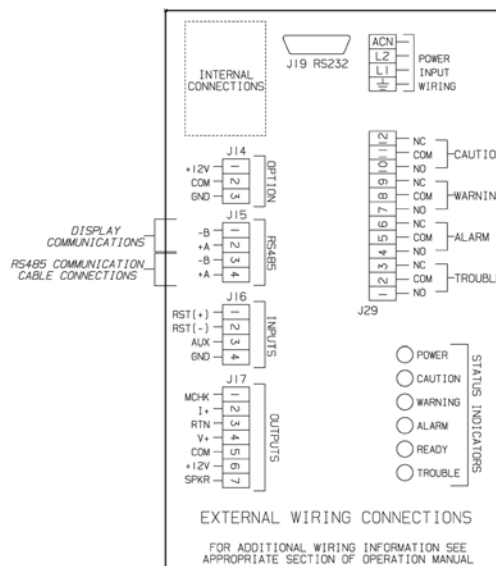 INTERNAL
CONNECTIONS
J19 RS232
ACN
L2
L1
POWER
INPUT
WIRING
J14
+12V 1
COM 2
GND 3
OPTION
J15
-B 1
+A 2
-B 3
+A 4
RS485
DISPLAY
COMMUNICATIONS
RS485 COMMUNICATION
CABLE CONNECTIONS
J16
RST(+) 1
RST(-) 2
AUX 3
GND 4
INPUTS
J17
MCHK 1
I+ 2
RTN 3
V+ 4
COM 5
+12V 6
SPKR 7
OUTPUTS
12 NC
11 COM
10 NO
CAUTIO
9 NC
8 COM
7 NO
WARNIN
6 NC
5 COM
4 NO
ALARM
3 NC
2 COM
1 NO
TROUBLE
J29
POWER
CAUTION
WARNING
ALARM
READY
TROUBLE
STATUS INDICATORS
EXTERNAL WIRING CONNECTIONS
FOR ADDITIONAL WIRING INFORMATION SEE
APPROPRIATE SECTION OF OPERATION MANUAL